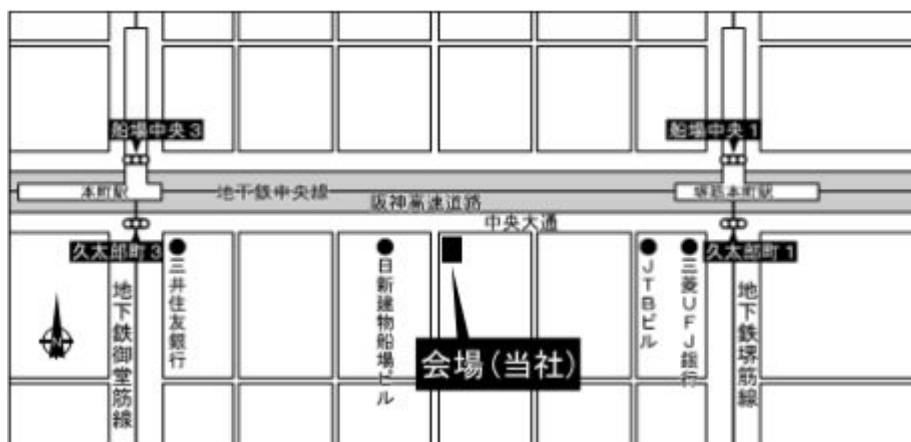 船場中央3
船場中央1
本町駅
地下鉄中央線
阪神高速道路
堺筋本町駅
中央大通
久太郎町3
久太郎町1
三井住友銀行
日新建物船場ビル
JTBビル
三菱UFJ銀行
地下鉄御堂筋線
地下鉄堺筋線
N
会場(当社)